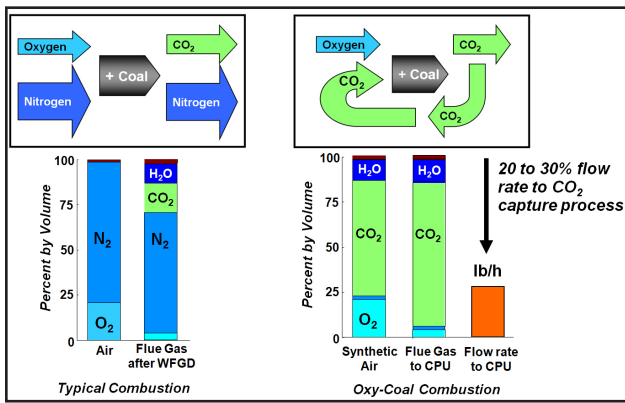 Oxygen
CO2
Nitrogen
+ Coal
Nitrogen
Oxygen
CO2
CO2
+ Coal
CO2
Percent by Volume
100
75
50
25
0
N2
O2
H2O
CO2
N2
Air
Flue Gas
after WFGD
Typical Combustion
Percent by Volume
100
75
50
25
0
H2O
CO2
O2
H2O
CO2
20 to 30% flow
rate to CO2
capture process
lb/h
Synthetic
Air
Flue Gas
to CPU
Flow rate
to CPU
Oxy-Coal Combustion